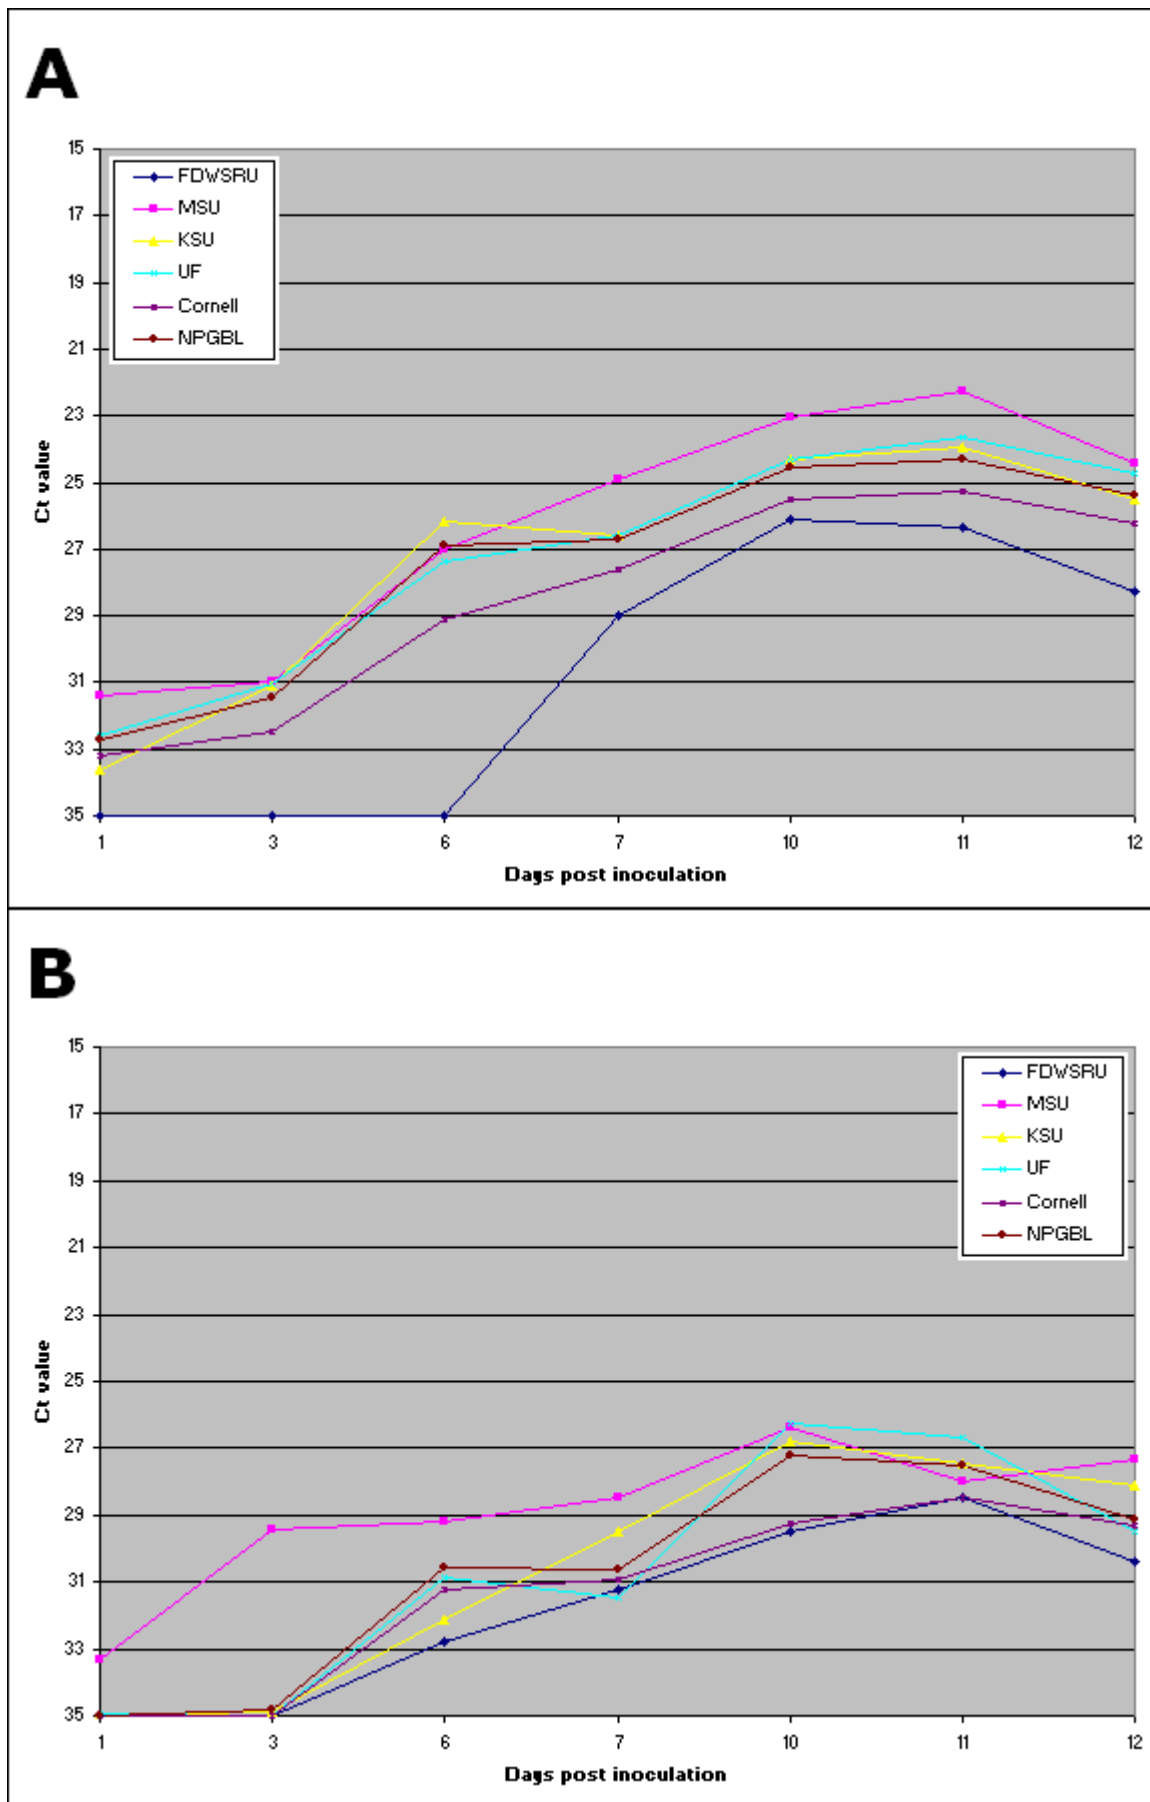 A
15
17
19
21
23
25
27
29
31
33
35
Ct value
FDWSRU
MSU
KSU
UF
Cornell
NPGBL
1 3 6 7 10 11 12
Days post inoculation
B
15
17
19
21
23
25
27
29
31
33
35
Ct value
FDWSRU
MSU
KSU
UF
Cornell
NPGBL
1 3 6 7 10 11 12
Days post inoculation